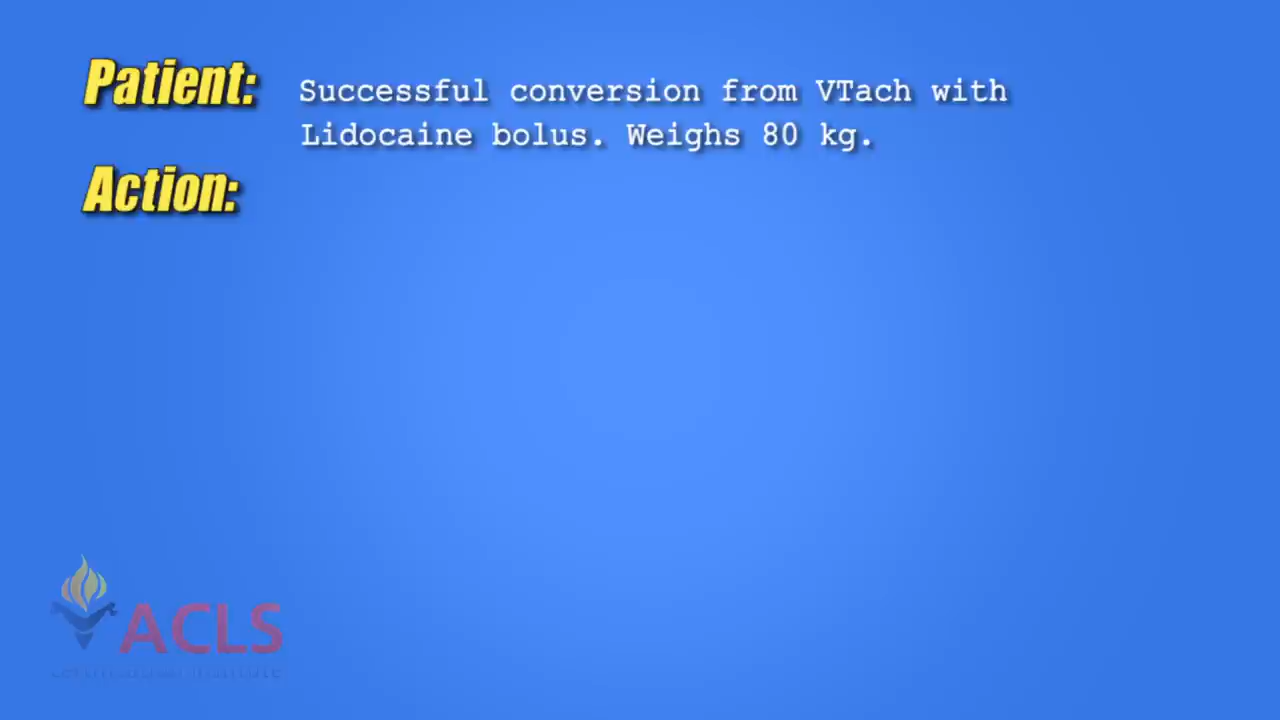 Patient: Successful conversion from VTach with
Lidocaine bolus. Weighs 80 kg.
Action:
ACLS